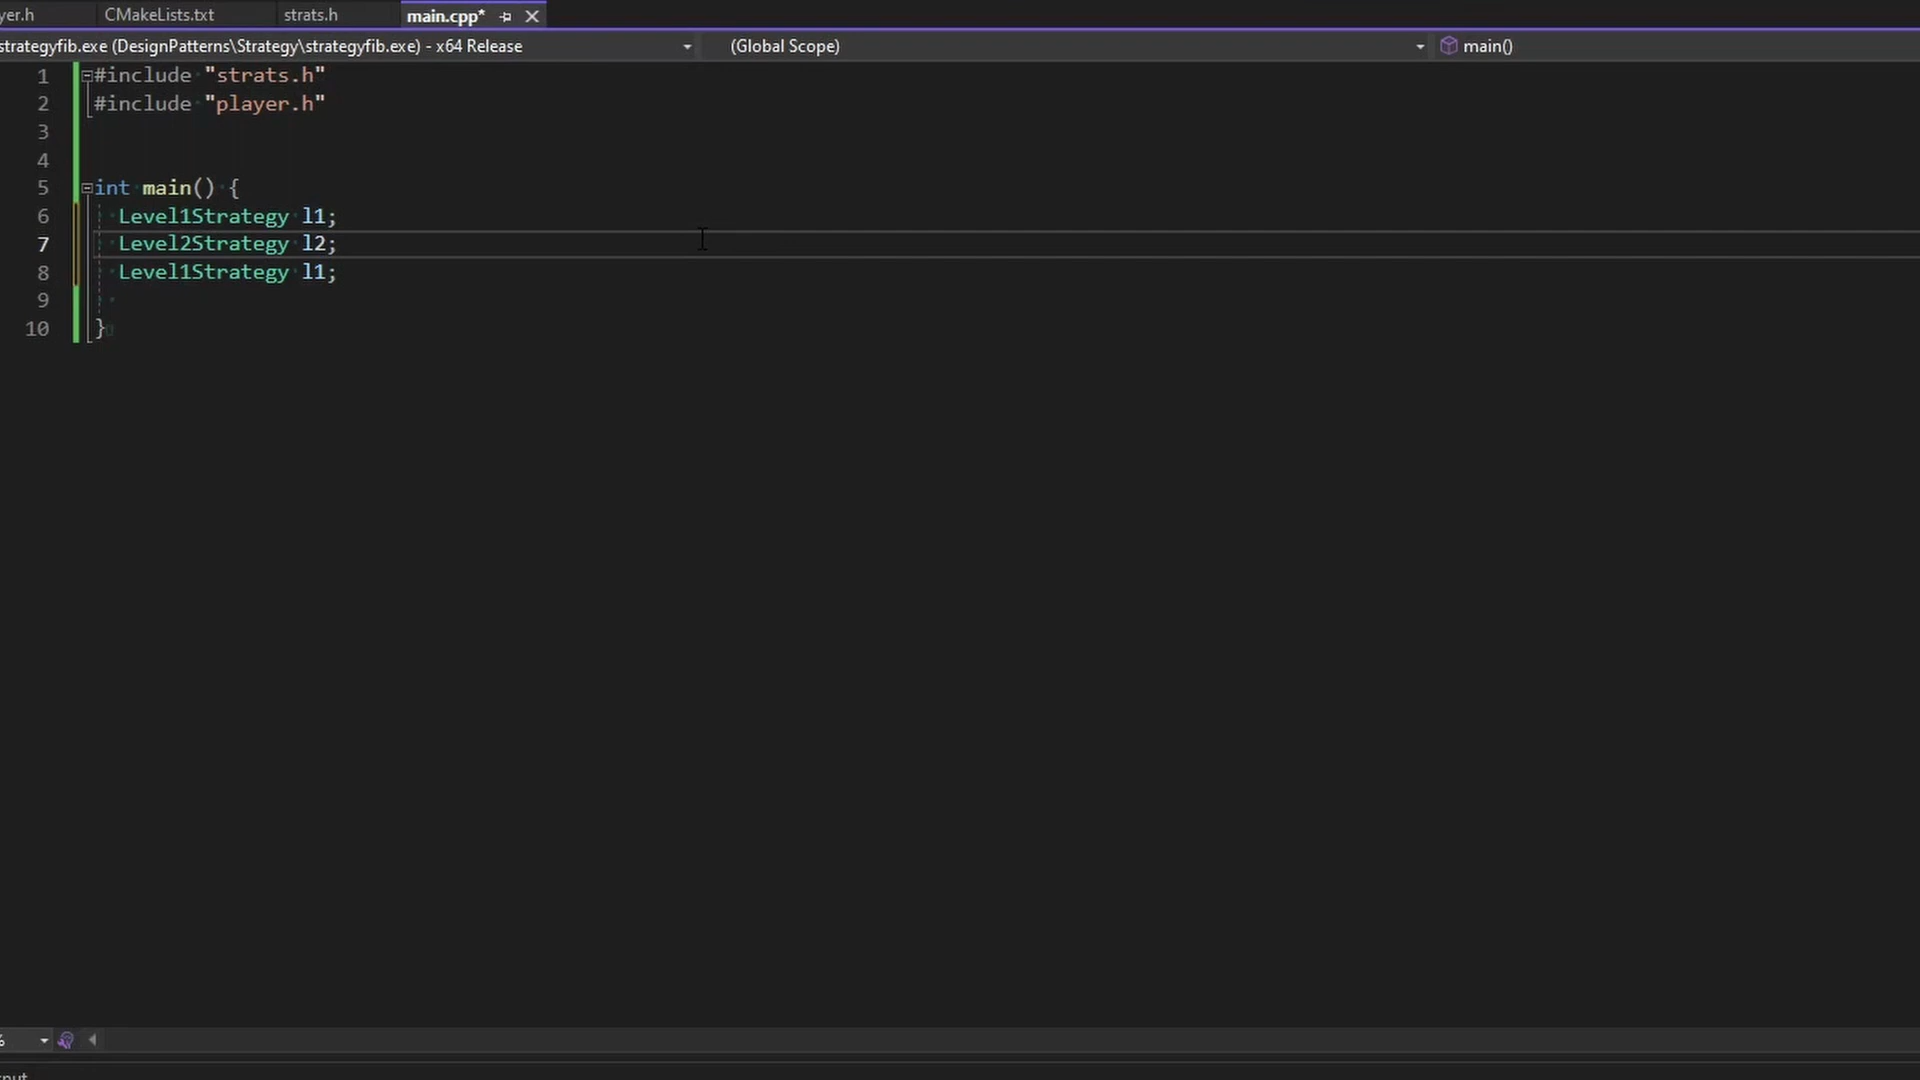 yer.h CMakeLists.txt strats.h main.cpp*
strategyfib.exe (DesignPatterns\Strategy\strategyfib.exe) - x64 Release (Global Scope) main()
1 #include "strats.h"
2 #include "player.h"
3
4
5 int main() {
6 Level1Strategy l1;
7 Level2Strategy l2;
8 Level1Strategy l1;
9
10 }
%